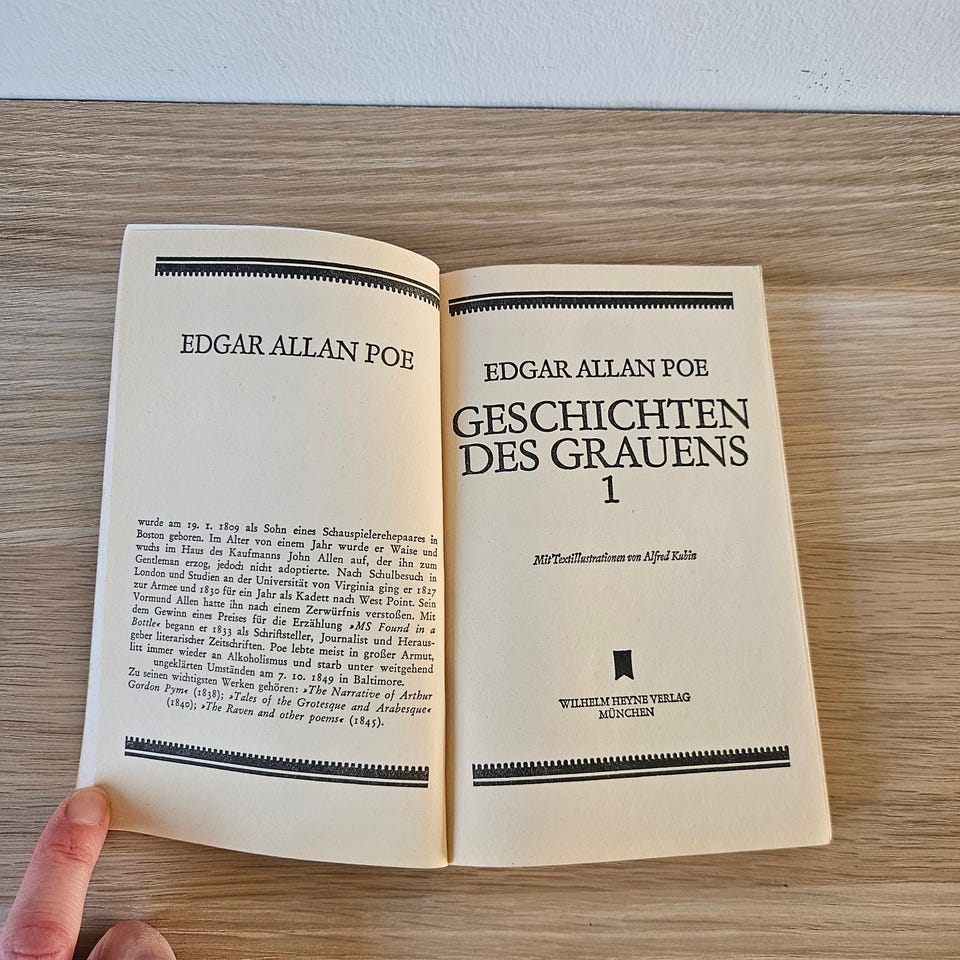 EDGAR ALLAN POE
wurde am 19. 1. 1809 als Sohn eines Schauspielerehepaares in
Boston geboren. Im Alter von einem Jahr wurde er Waise und
wuchs im Haus des Kaufmanns John Allen auf, der ihn zum
Gentleman erzog, jedoch nicht adoptierte. Nach Schulbesuch in
London und Studien an der Universität von Virginia ging er 1827
zur Armee und 1830 für ein Jahr als Kadett nach West Point. Sein
Vormund Allen hatte ihn nach einem Zerwürfnis verstoßen. Mit
dem Gewinn eines Preises für die Erzählung »MS Found in a
Bottle« begann er 1833 als Schriftsteller, Journalist und Heraus-
geber literarischer Zeitschriften. Poe lebte meist in großer Armut,
litt immer wieder an Alkoholismus und starb unter weitgehend
ungeklärten Umständen am 7. 10. 1849 in Baltimore.
Zu seinen wichtigsten Werken gehören: »The Narrative of Arthur
Gordon Pym« (1838); »Tales of the Grotesque and Arabesque«
(1840); »The Raven and other poems« (1845).
EDGAR ALLAN POE
GESCHICHTEN
DES GRAUENS
1
Mit Textillustrationen von Alfred Kubin
WILHELM HEYNE VERLAG
MÜNCHEN